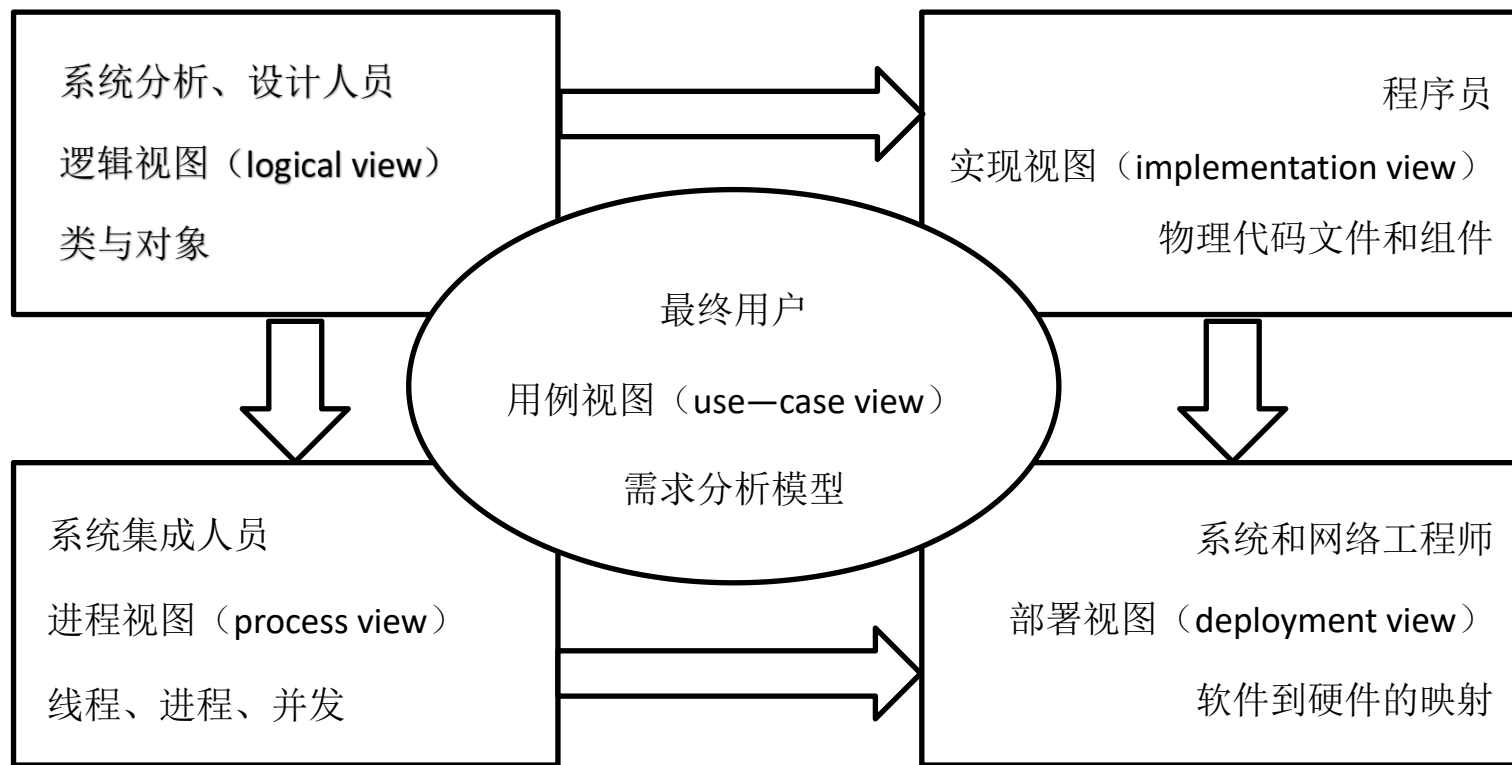 系统分析、设计人员
逻辑视图（logical view）
类与对象
程序员
实现视图（implementation view）
物理代码文件和组件
最终用户
用例视图（use—case view）
需求分析模型
系统集成人员
进程视图（process view）
线程、进程、并发
系统和网络工程师
部署视图（deployment view）
软件到硬件的映射